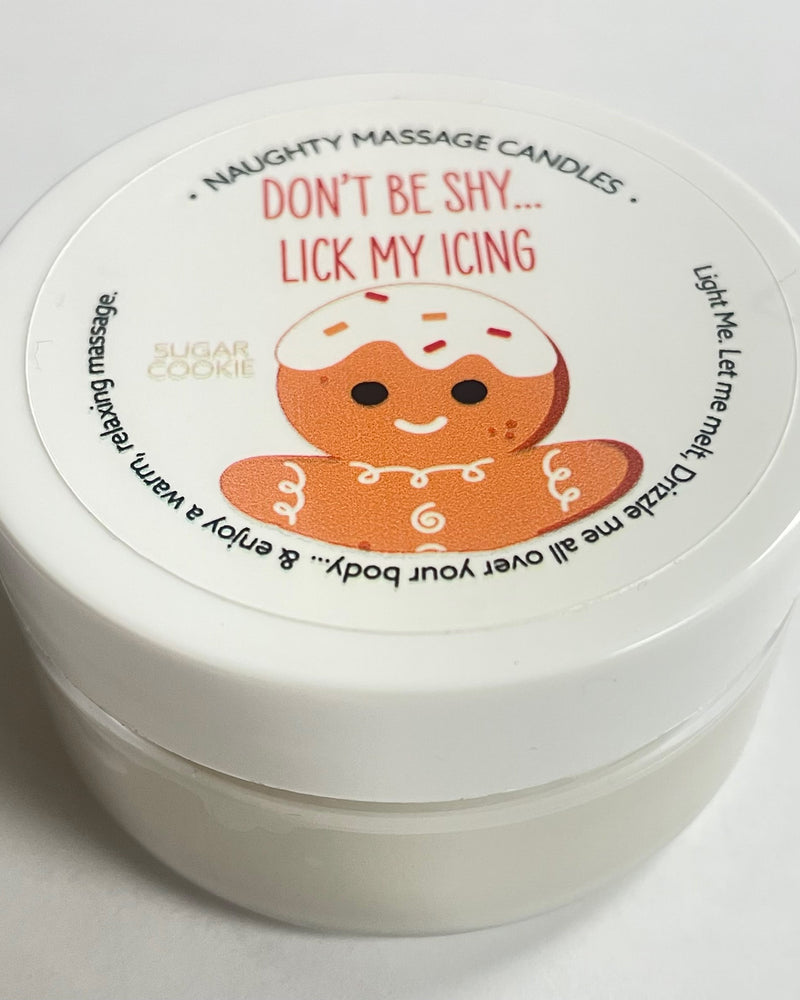 • NAUGHTY MASSAGE CANDLES •
DON'T BE SHY...
LICK MY ICING
SUGAR
COOKIE
Light Me. Let me melt, Drizzle me all over your body... & enjoy a warm, relaxing massage.